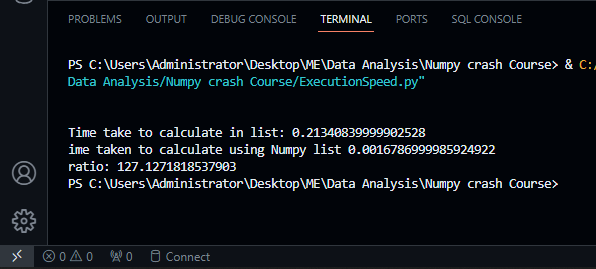 PROBLEMS OUTPUT DEBUG CONSOLE TERMINAL PORTS SQL CONSOLE
PS C:\Users\Administrator\Desktop\ME\Data Analysis\Numpy crash Course> & C:/
Data Analysis/Numpy crash Course/ExecutionSpeed.py"
Time take to calculate in list: 0.21340839999902528
ime taken to calculate using Numpy list 0.0016786999985924922
ratio: 127.1271818537903
PS C:\Users\Administrator\Desktop\ME\Data Analysis\Numpy crash Course>
0 0 0 Connect